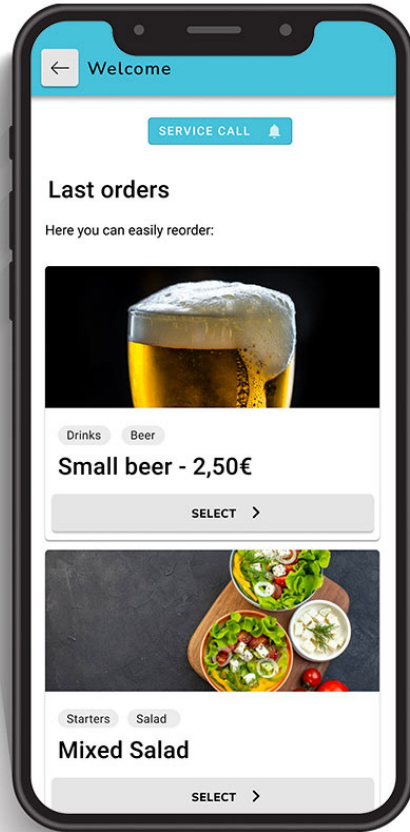 Welcome
SERVICE CALL
Last orders
Here you can easily reorder:
Drinks Beer
Small beer - 2,50€
SELECT
Starters Salad
Mixed Salad
SELECT